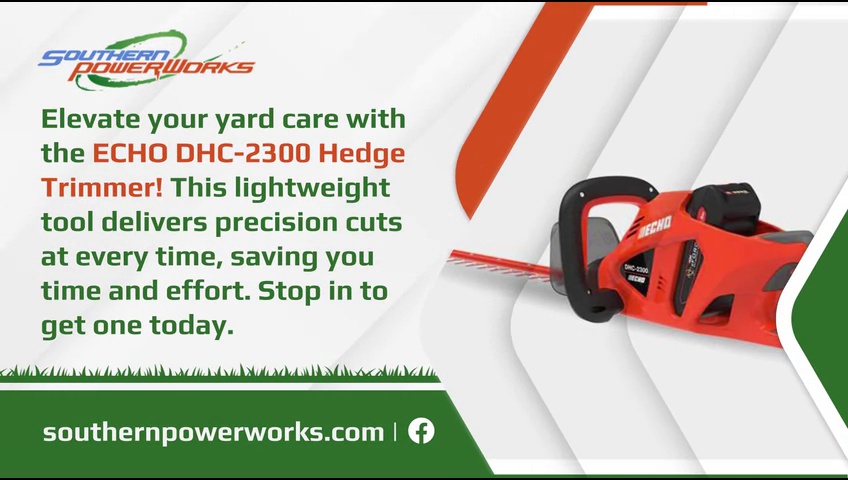 SOUTHERN
POWERWORKS
Elevate your yard care with
the ECHO DHC-2300 Hedge
Trimmer! This lightweight
tool delivers precision cuts
at every time, saving you
time and effort. Stop in to
get one today.
ECHO
DHC-2300
ECHO
southernpowerworks.com |